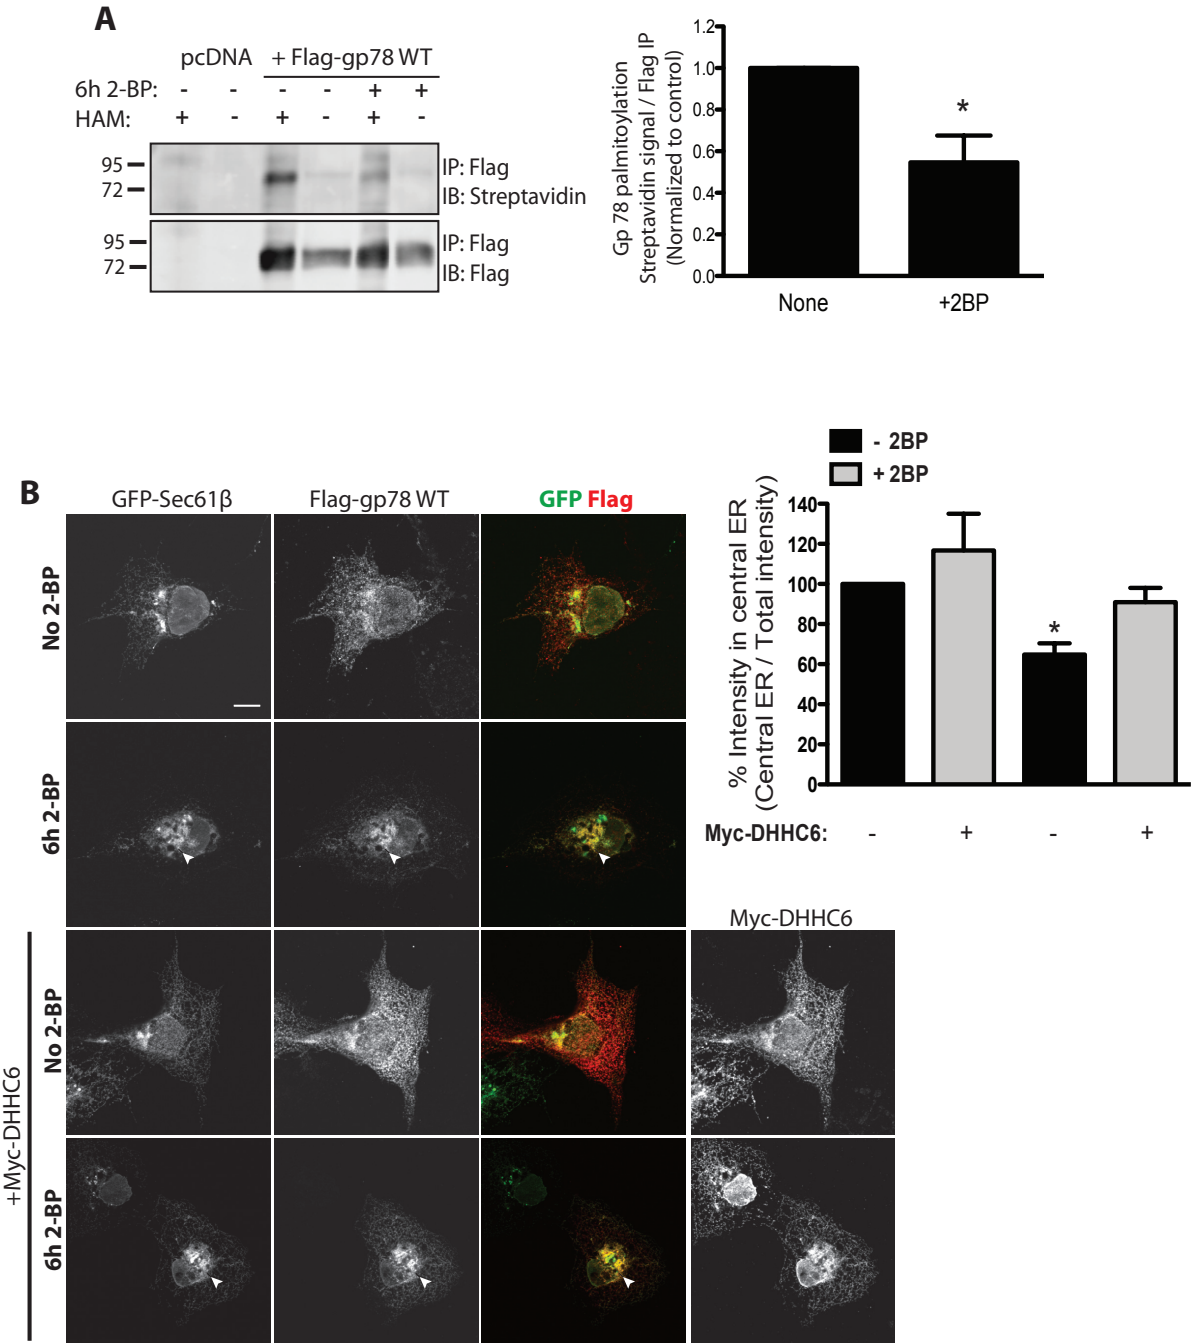 A
pcDNA
+ Flag-gp78 WT
6h 2-BP: - - - - + +
HAM: + - + - + -
95
72
IP: Flag
IB: Streptavidin
95
72
IP: Flag
IB: Flag
Gp 78 palmitoylation
Streptavidin signal / Flag IP
(Normalized to control)
1.2
1.0
0.8
0.6
0.4
0.2
0.0
*
None
+2BP
B
GFP-Sec61β
Flag-gp78 WT
GFP Flag
No 2-BP
6h 2-BP
+Myc-DHHC6
No 2-BP
6h 2-BP
Myc-DHHC6
- 2BP
+ 2BP
% Intensity in central ER
(Central ER / Total intensity)
140
120
100
80
60
40
20
0
*
Myc-DHHC6: - + - +